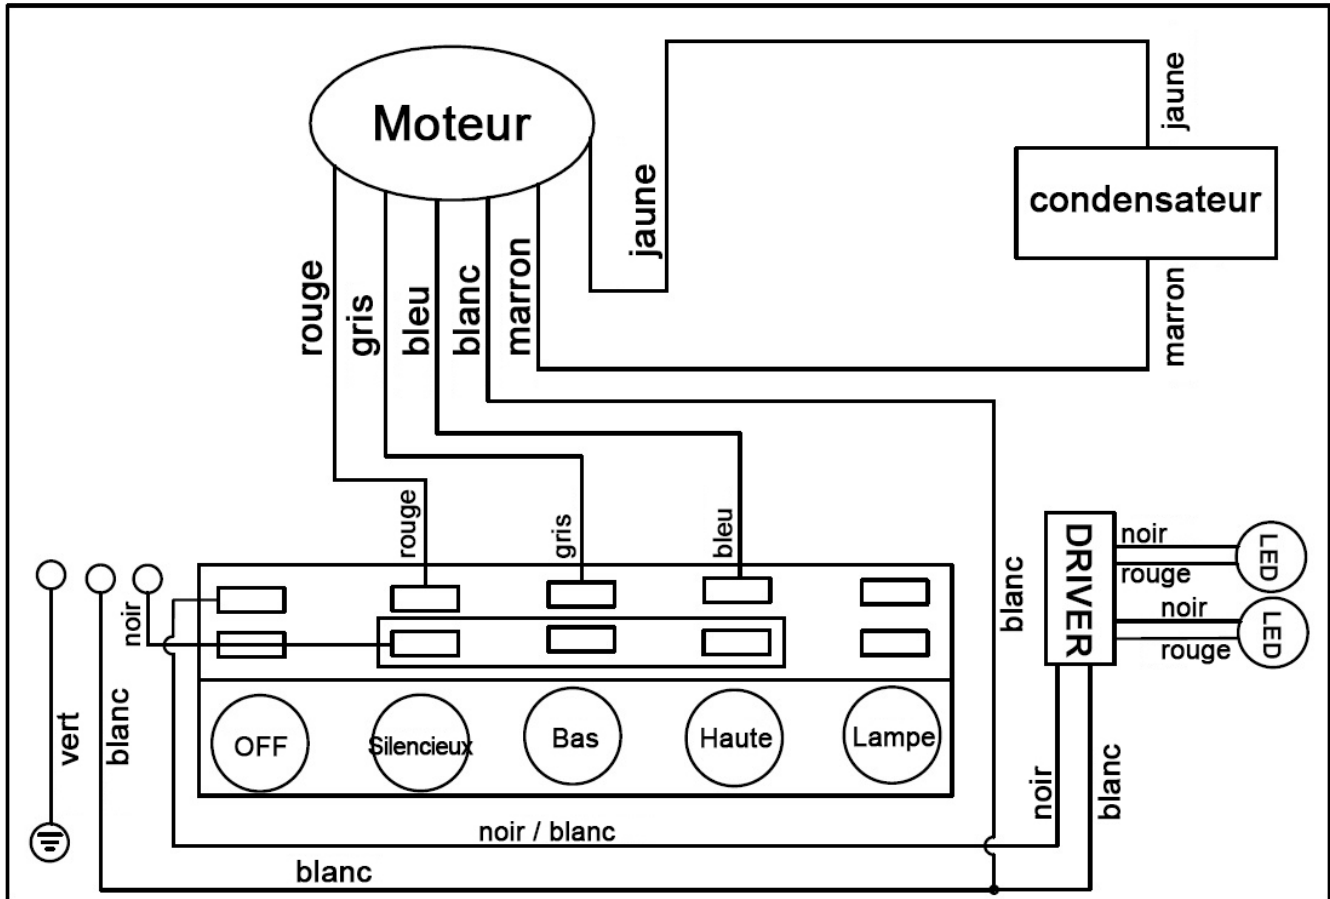 Moteur
jaune
condensateur
jaune
marron
rouge
gris
bleu
blanc
marron
rouge
gris
bleu
blanc
DRIVER
noir
rouge
LED
noir
rouge
LED
noir
vert
blanc
OFF
Silencieux
Bas
Haute
Lampe
noir
blanc
noir / blanc
blanc